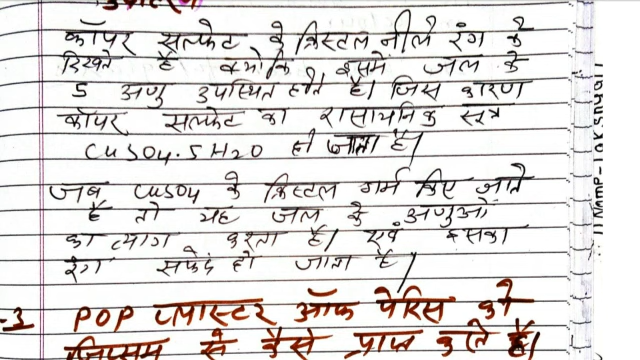 कॉपर सल्फेट के क्रिस्टल नीले रंग के
दिखते है क्योकि इसमे जल के
5 अणु उपस्थित होते है। जिस कारण
कॉपर सल्फेट का रासायनिक सूत्र
CuSO4.5H2O हो जाता है।
जब CuSO4 के क्रिस्टल गर्म किए जाते
है तो यह जल के अणुओं
का त्याग करता है। एवं इसका
रंग सफेद हो जाता है।
-3 POP प्लास्टर ऑफ पेरिस को
जिप्सम से कैसे प्राप्त करते है।